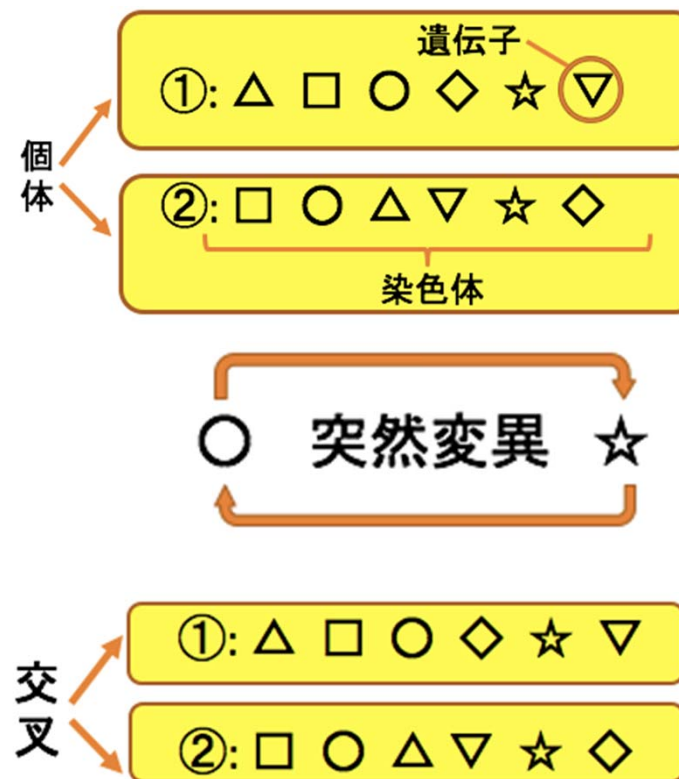 遺伝子
①: △ □ ○ ◇ ☆ ▽
個体
②: □ ○ △ ▽ ☆ ◇
染色体
○ 突然変異 ☆
①: △ □ ○ ◇ ☆ ▽
交叉
②: □ ○ △ ▽ ☆ ◇